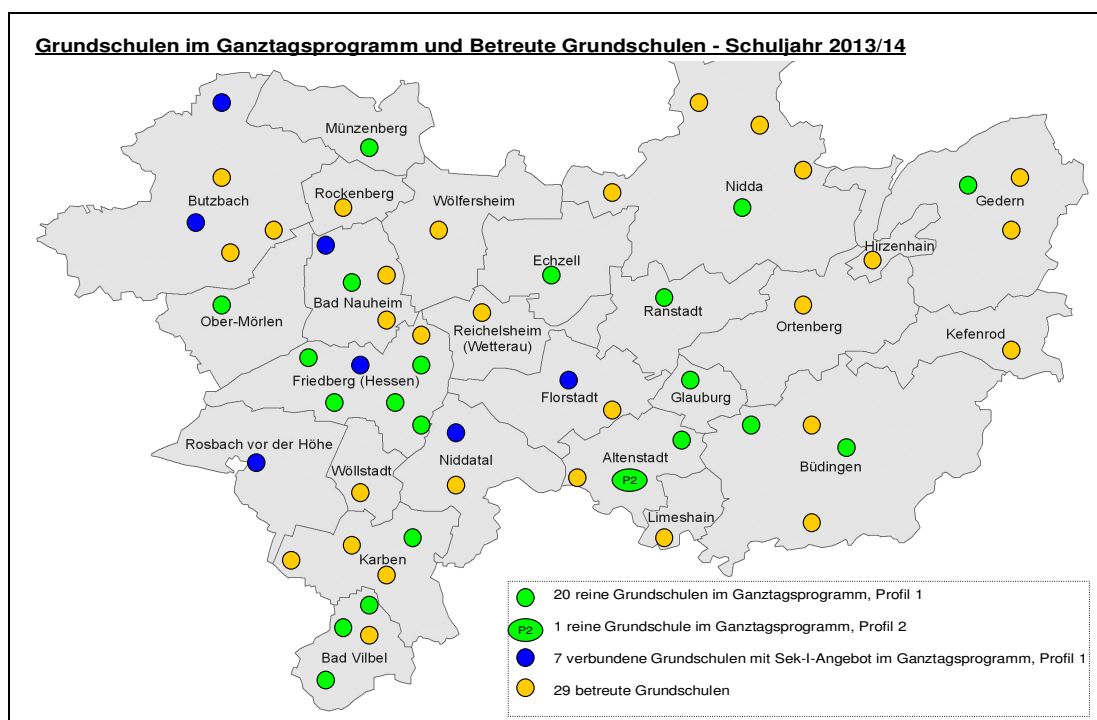 Grundschulen im Ganztagsprogramm und Betreute Grundschulen - Schuljahr 2013/14
Münzenberg
Butzbach
Rockenberg
Wölfersheim
Nidda
Gedern
Hirzenhain
Echzell
Bad Nauheim
Ober-Mörlen
Reichelsheim
(Wetterau)
Ranstadt
Ortenberg
Kefenrod
Friedberg (Hessen)
Florstadt
Glauburg
Rosbach vor der Höhe
Wöllstadt
Niddatal
Altenstadt
P2
Büdingen
Limeshain
Karben
Bad Vilbel
20 reine Grundschulen im Ganztagsprogramm, Profil 1
P2 1 reine Grundschule im Ganztagsprogramm, Profil 2
7 verbundene Grundschulen mit Sek-I-Angebot im Ganztagsprogramm, Profil 1
29 betreute Grundschulen